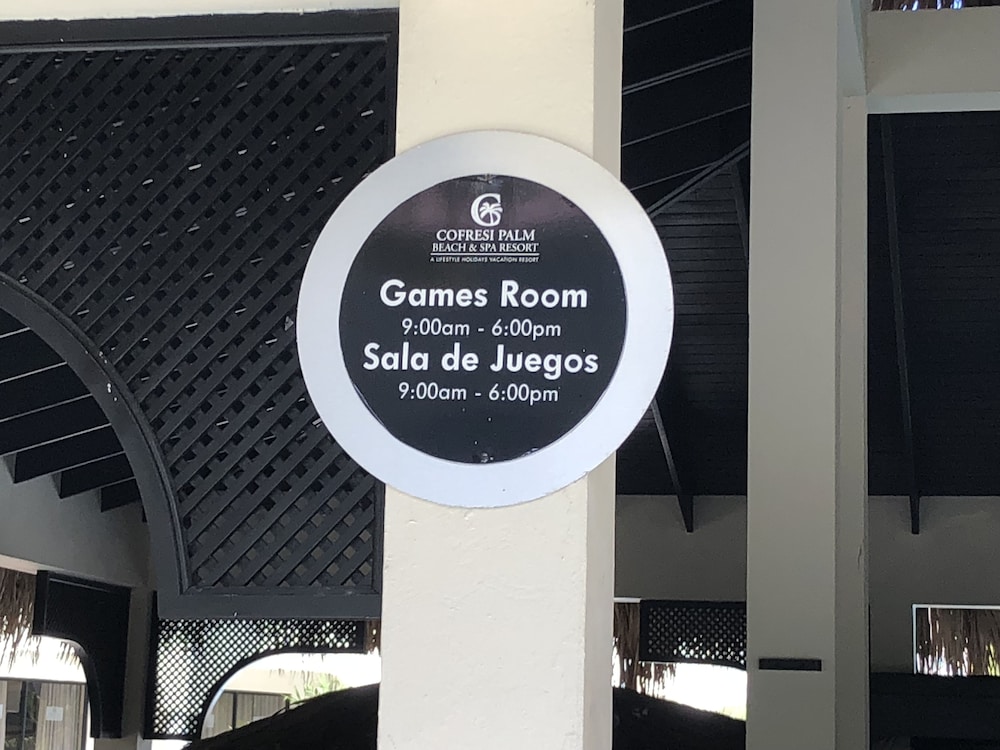 COFRESI PALM
BEACH & SPA RESORT
A LIFESTYLE HOLIDAYS VACATION RESORT
Games Room
9:00am - 6:00pm
Sala de Juegos
9:00am - 6:00pm